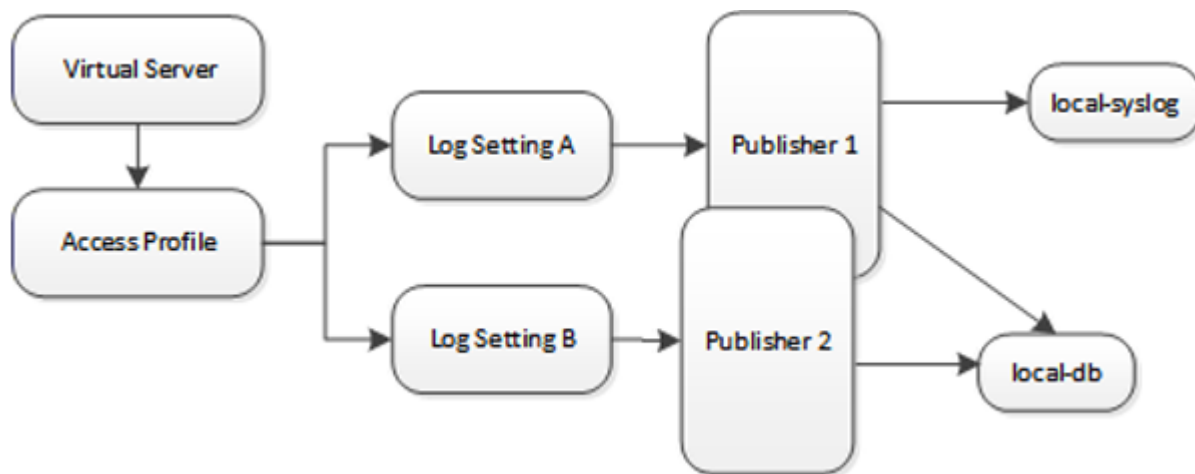 Virtual Server
Access Profile
Log Setting A
Log Setting B
Publisher 1
Publisher 2
local-syslog
local-db